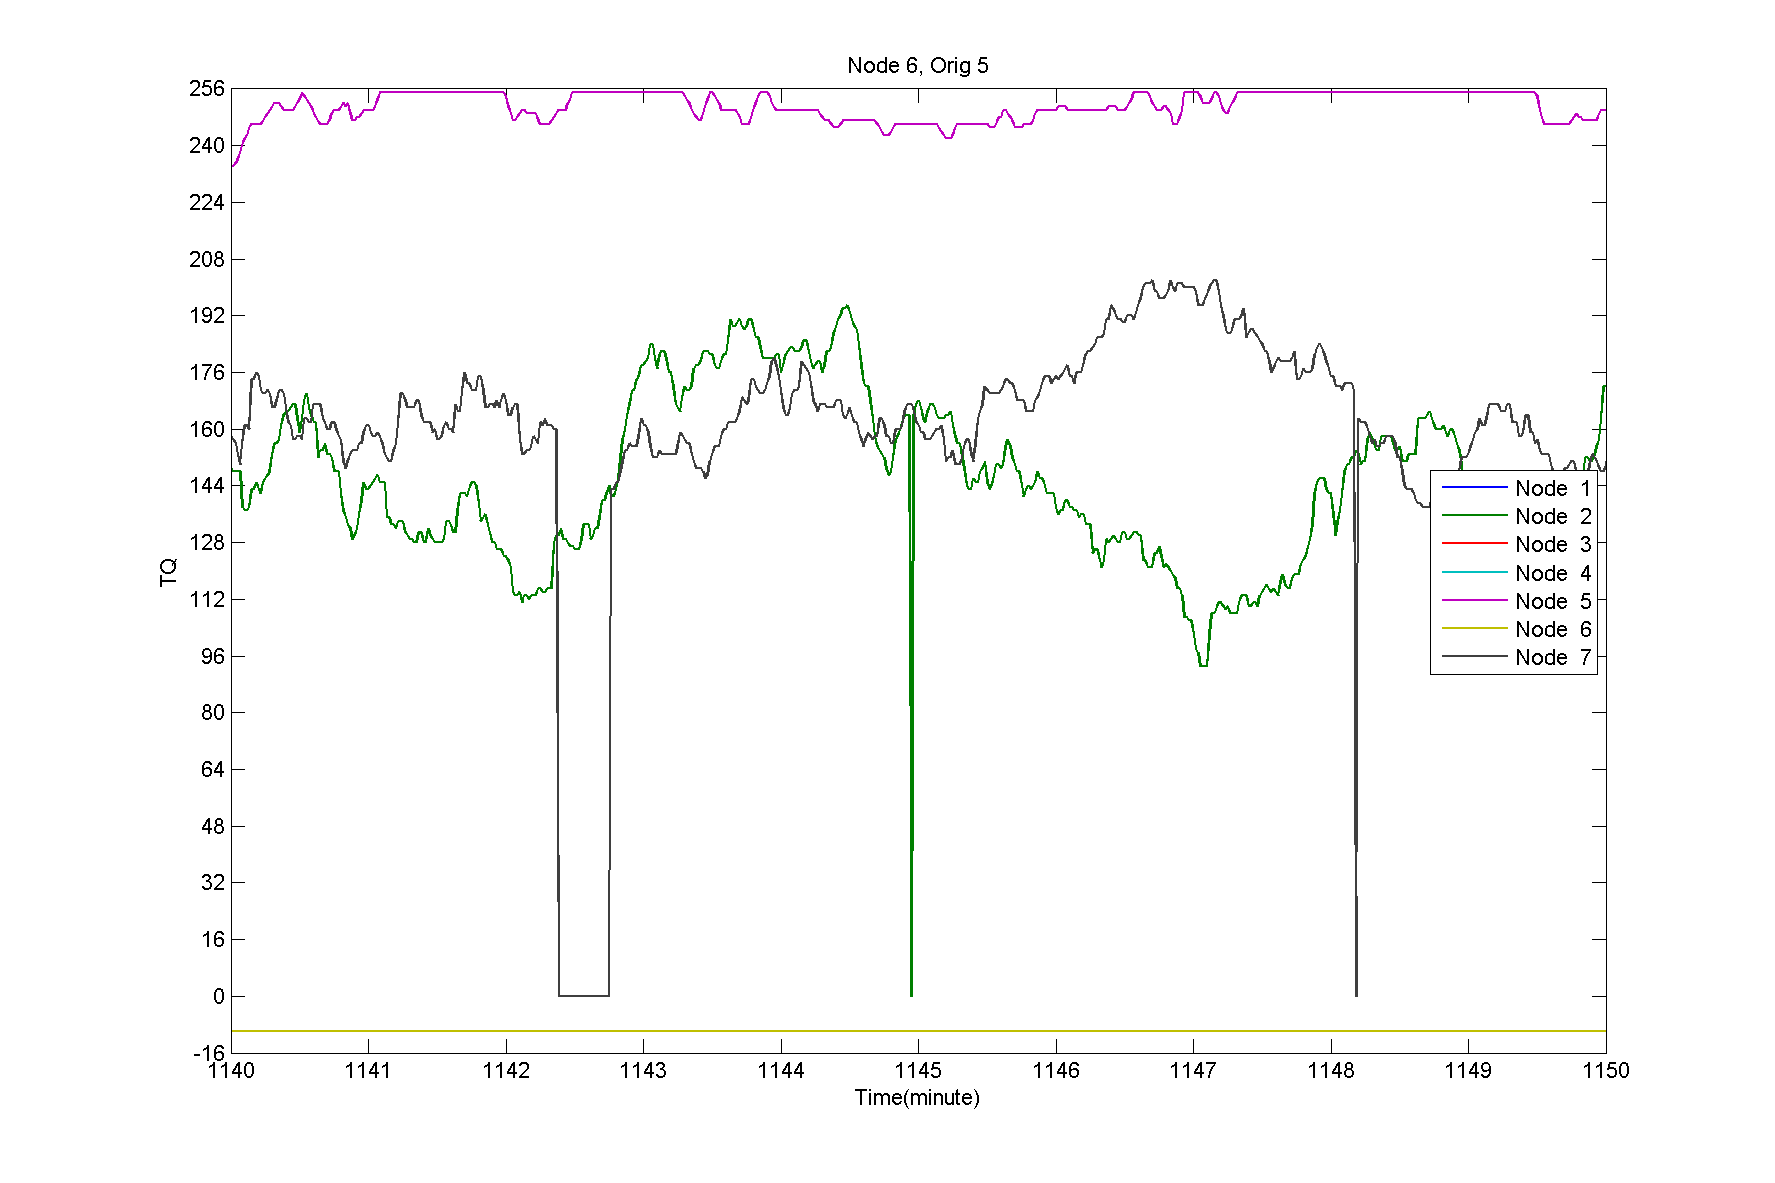 Node 6, Orig 5
256
240
224
208
192
176
160
144
128
112
96
80
64
48
32
16
0
-16
TQ
Node 1
Node 2
Node 3
Node 4
Node 5
Node 6
Node 7
1140 1141 1142 1143 1144 1145 1146 1147 1148 1149 1150
Time(minute)